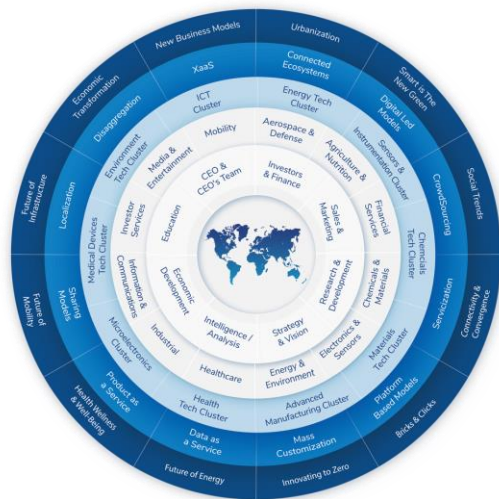 New Business Models
Urbanization
Smart is The
New Green
Social Trends
Connectivity &
Convergence
Bricks & Clicks
Innovating to Zero
Future of Energy
Health Wellness
& Well-Being
Future of
Mobility
Future of
Infrastructure
Economic
Transformation
XaaS
Connected
Ecosystems
Digital Led
Models
CrowdSourcing
Servicization
Platform
Based Models
Mass
Customization
Data as
a Service
Product as
a Service
Sharing
Models
Localization
Disaggregation
ICT
Cluster
Energy Tech
Cluster
Sensors &
Instrumentation Cluster
Chemcials
Tech Cluster
Materials
Tech Cluster
Advanced
Manufacturing Cluster
Health
Tech Cluster
Microelectronics
Cluster
Medical Devices
Tech Cluster
Environment
Tech Cluster
Mobility
Aerospace &
Defense
Agriculture &
Nutrition
Financial
Services
Chemicals &
Materials
Electronics &
Sensors
Energy &
Environment
Healthcare
Industrial
Information &
Communications
Investor
Services
Media &
Entertainment
CEO &
CEO's Team
Investors
& Finance
Sales &
Marketing
Research &
Development
Strategy
& Vision
Intelligence /
Analysis
Economic
Development
Education